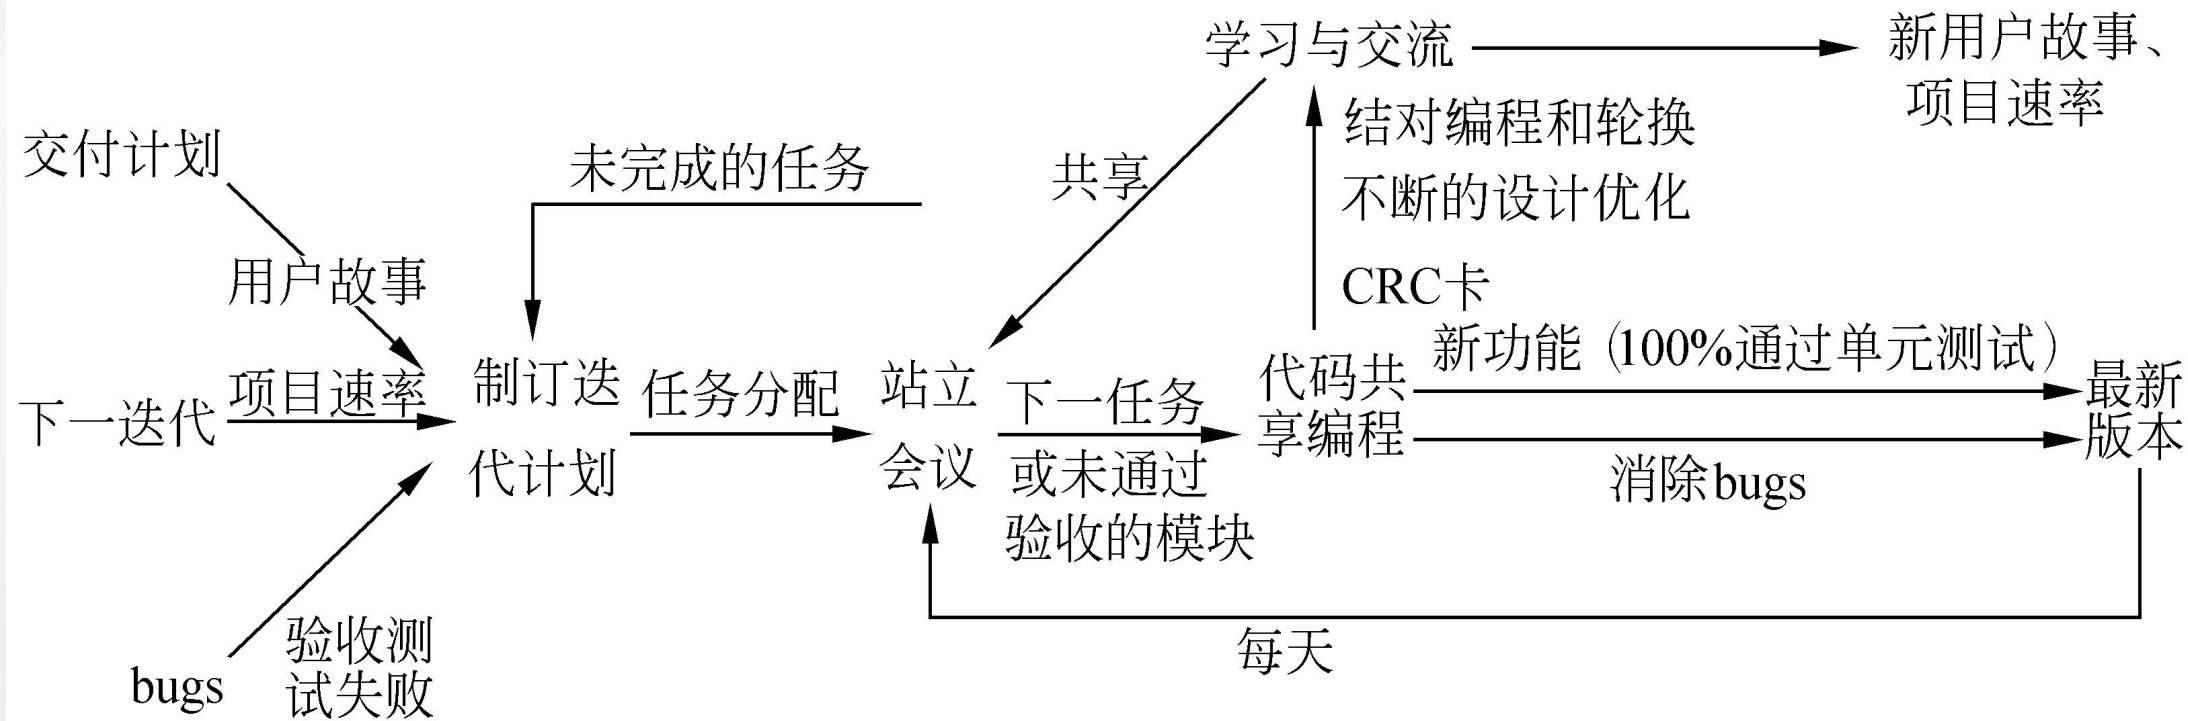 学习与交流
新用户故事、
项目速率
交付计划
未完成的任务
共享
结对编程和轮换
不断的设计优化
CRC卡
用户故事
项目速率
下一迭代
制订迭
代计划
任务分配
站立
会议
下一任务
或未通过
验收的模块
代码共
享编程
新功能（100%通过单元测试）
消除bugs
最新
版本
每天
bugs
验收测
试失败